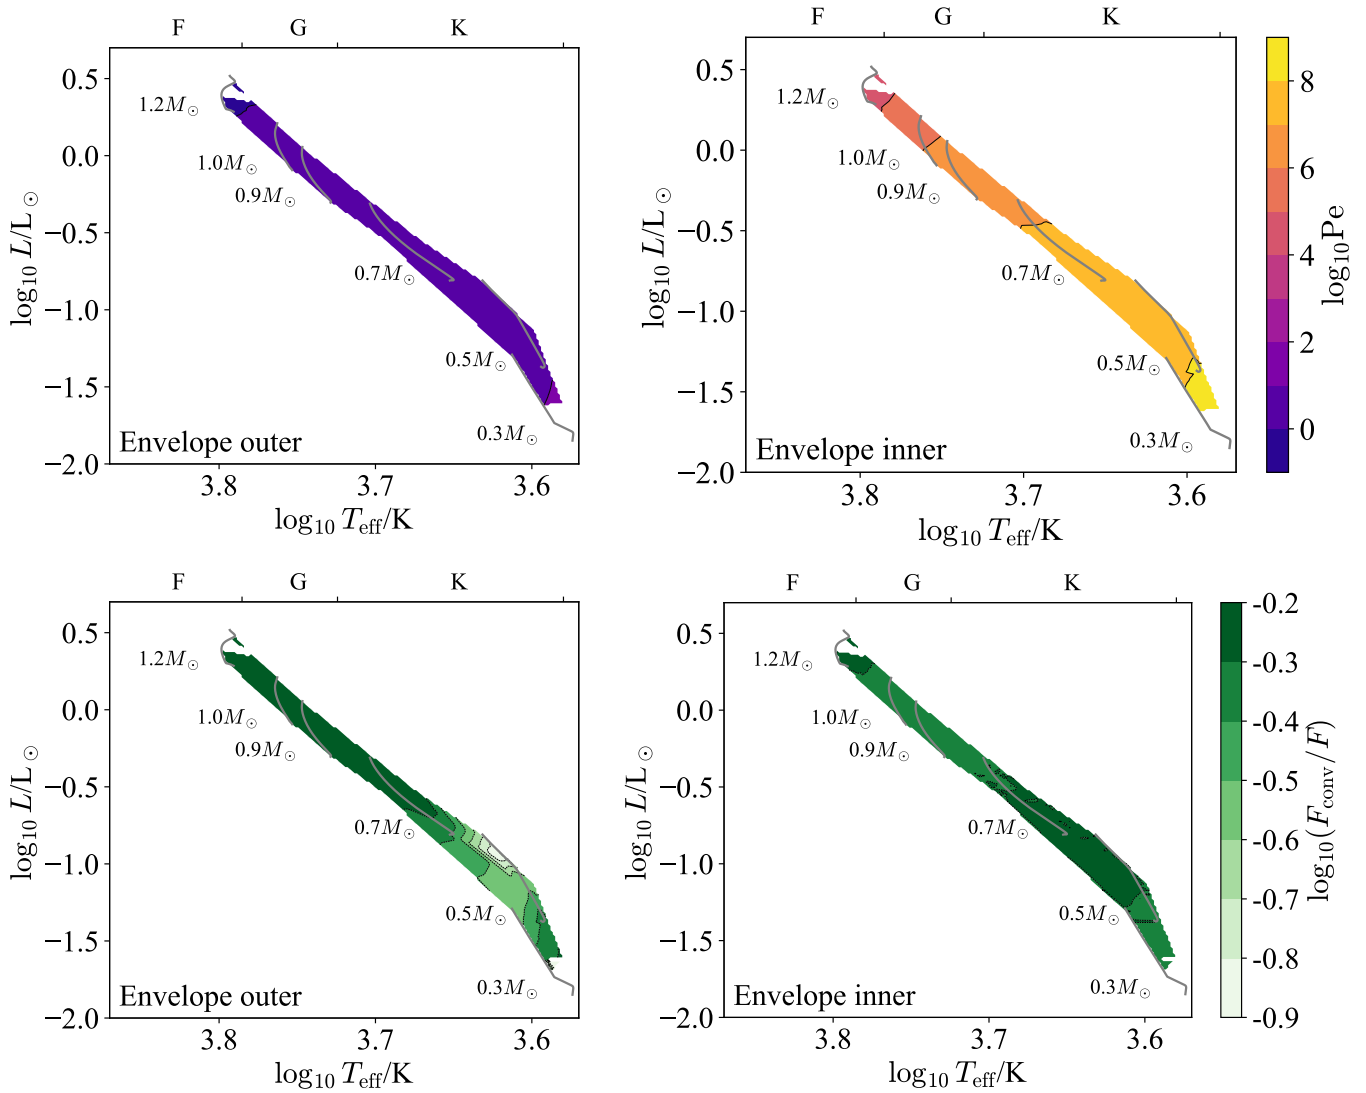 F G K
0.5
0.0
−0.5
−1.0
−1.5
−2.0
log₁₀ L/L☉
1.2M☉
1.0M☉
0.9M☉
0.7M☉
0.5M☉
0.3M☉
Envelope outer
3.8 3.7 3.6
log₁₀ Tₑff/K
F G K
0.5
0.0
−0.5
−1.0
−1.5
−2.0
log₁₀ L/L☉
1.2M☉
1.0M☉
0.9M☉
0.7M☉
0.5M☉
0.3M☉
Envelope inner
3.8 3.7 3.6
log₁₀ Tₑff/K
8
6
4
2
0
log₁₀Pe
F G K
0.5
0.0
−0.5
−1.0
−1.5
−2.0
log₁₀ L/L☉
1.2M☉
1.0M☉
0.9M☉
0.7M☉
0.5M☉
0.3M☉
Envelope outer
3.8 3.7 3.6
log₁₀ Tₑff/K
F G K
0.5
0.0
−0.5
−1.0
−1.5
−2.0
log₁₀ L/L☉
1.2M☉
1.0M☉
0.9M☉
0.7M☉
0.5M☉
0.3M☉
Envelope inner
3.8 3.7 3.6
log₁₀ Tₑff/K
-0.2
-0.3
-0.4
-0.5
-0.6
-0.7
-0.8
-0.9
log₁₀(Fconv/F)